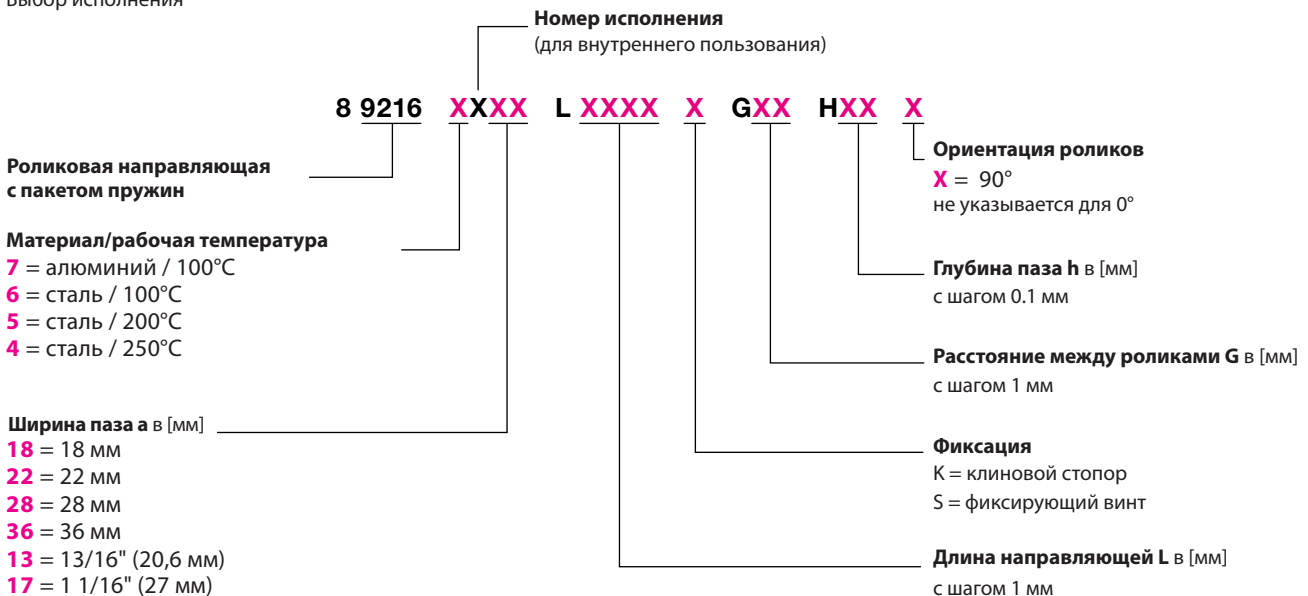 Выбор исполнения
Номер исполнения
(для внутреннего пользования)
8 9216 XXXX L XXXX X GXX HXX X
Роликовая направляющая
с пакетом пружин
Материал/рабочая температура
7 = алюминий / 100°C
6 = сталь / 100°C
5 = сталь / 200°C
4 = сталь / 250°C
Ширина паза a в [мм]
18 = 18 мм
22 = 22 мм
28 = 28 мм
36 = 36 мм
13 = 13/16" (20,6 мм)
17 = 1 1/16" (27 мм)
Ориентация роликов
X = 90°
не указывается для 0°
Глубина паза h в [мм]
с шагом 0.1 мм
Расстояние между роликами G в [мм]
с шагом 1 мм
Фиксация
K = клиновой стопор
S = фиксирующий винт
Длина направляющей L в [мм]
с шагом 1 мм